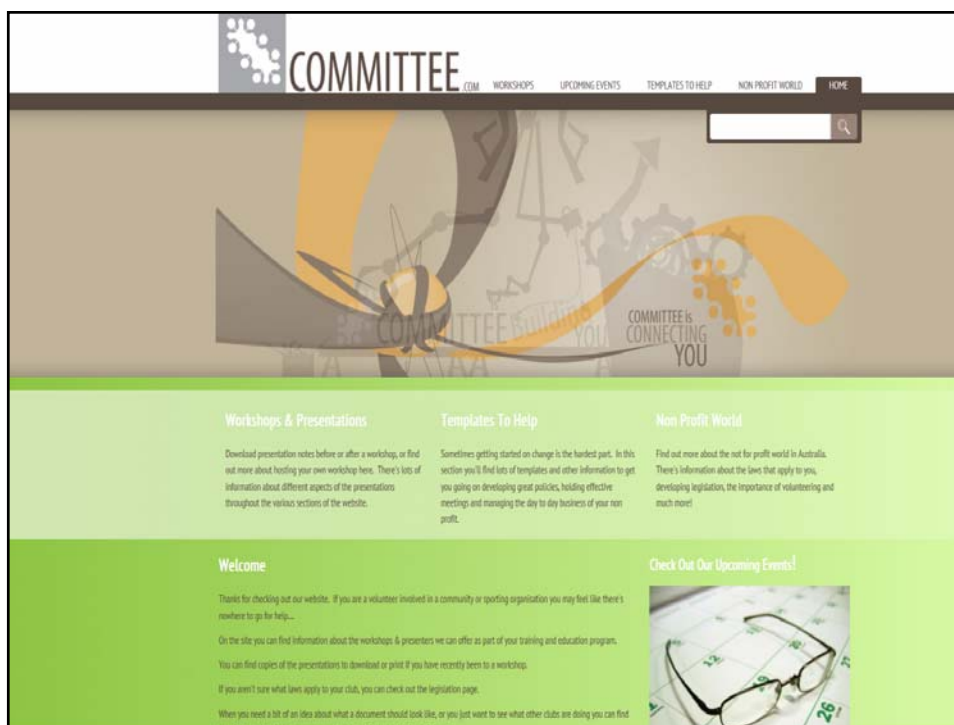 COMMITTEE.COM
WORKSHOPS
UPCOMING EVENTS
TEMPLATES TO HELP
NON PROFIT WORLD
HOME
COMMITTEE Building
YOU
COMMITTEE is
CONNECTING
YOU
Workshops & Presentations
Download presentation notes before or after a workshop, or find
out more about hosting your own workshop here. There's lots of
information about different aspects of the presentations
throughout the various sections of the website.
Templates To Help
Sometimes getting started on change is the hardest part. In this
section you'll find lots of templates and other information to get
you going on developing great policies, holding effective
meetings and managing the day to day business of your non
profit.
Non Profit World
Find out more about the not for profit world in Australia.
There's information about the laws that apply to you,
developing legislation, the importance of volunteering and
much more!
Welcome
Thanks for checking out our website. If you are a volunteer involved in a community or sporting organisation you may feel like there's
nowhere to go for help....
On the site you can find information about the workshops & presenters we can offer as part of your training and education program.
You can find copies of the presentations to download or print if you have recently been to a workshop.
If you aren't sure what laws apply to your club, you can check out the legislation page.
When you need a bit of an idea about what a document should look like, or you just want to see what other clubs are doing you can find
Check Out Our Upcoming Events!
12
19
26
27